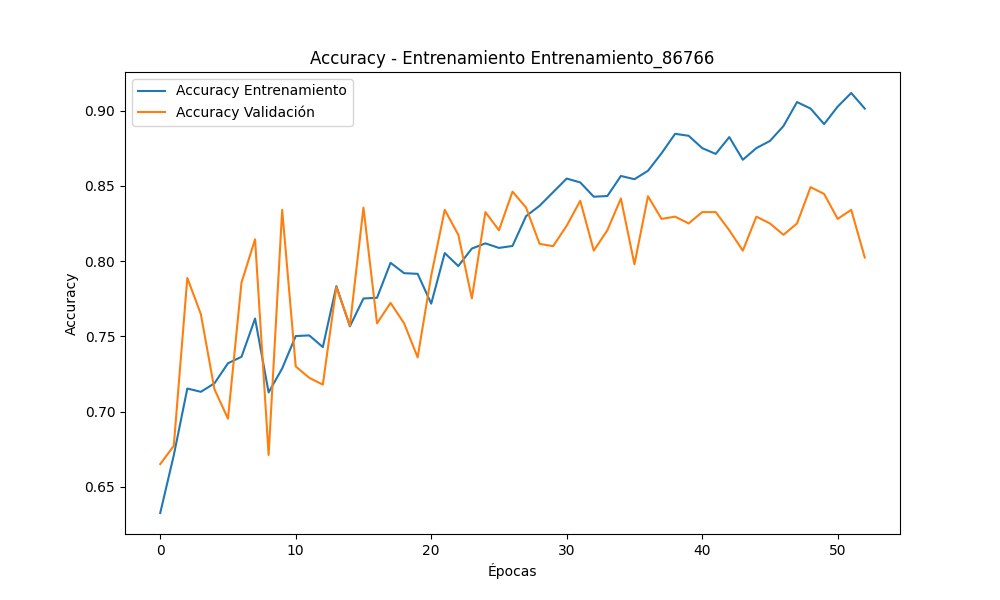 Accuracy - Entrenamiento Entrenamiento_86766
Accuracy Entrenamiento
Accuracy Validación
0.90
0.85
0.80
0.75
0.70
0.65
Accuracy
0 10 20 30 40 50
Épocas